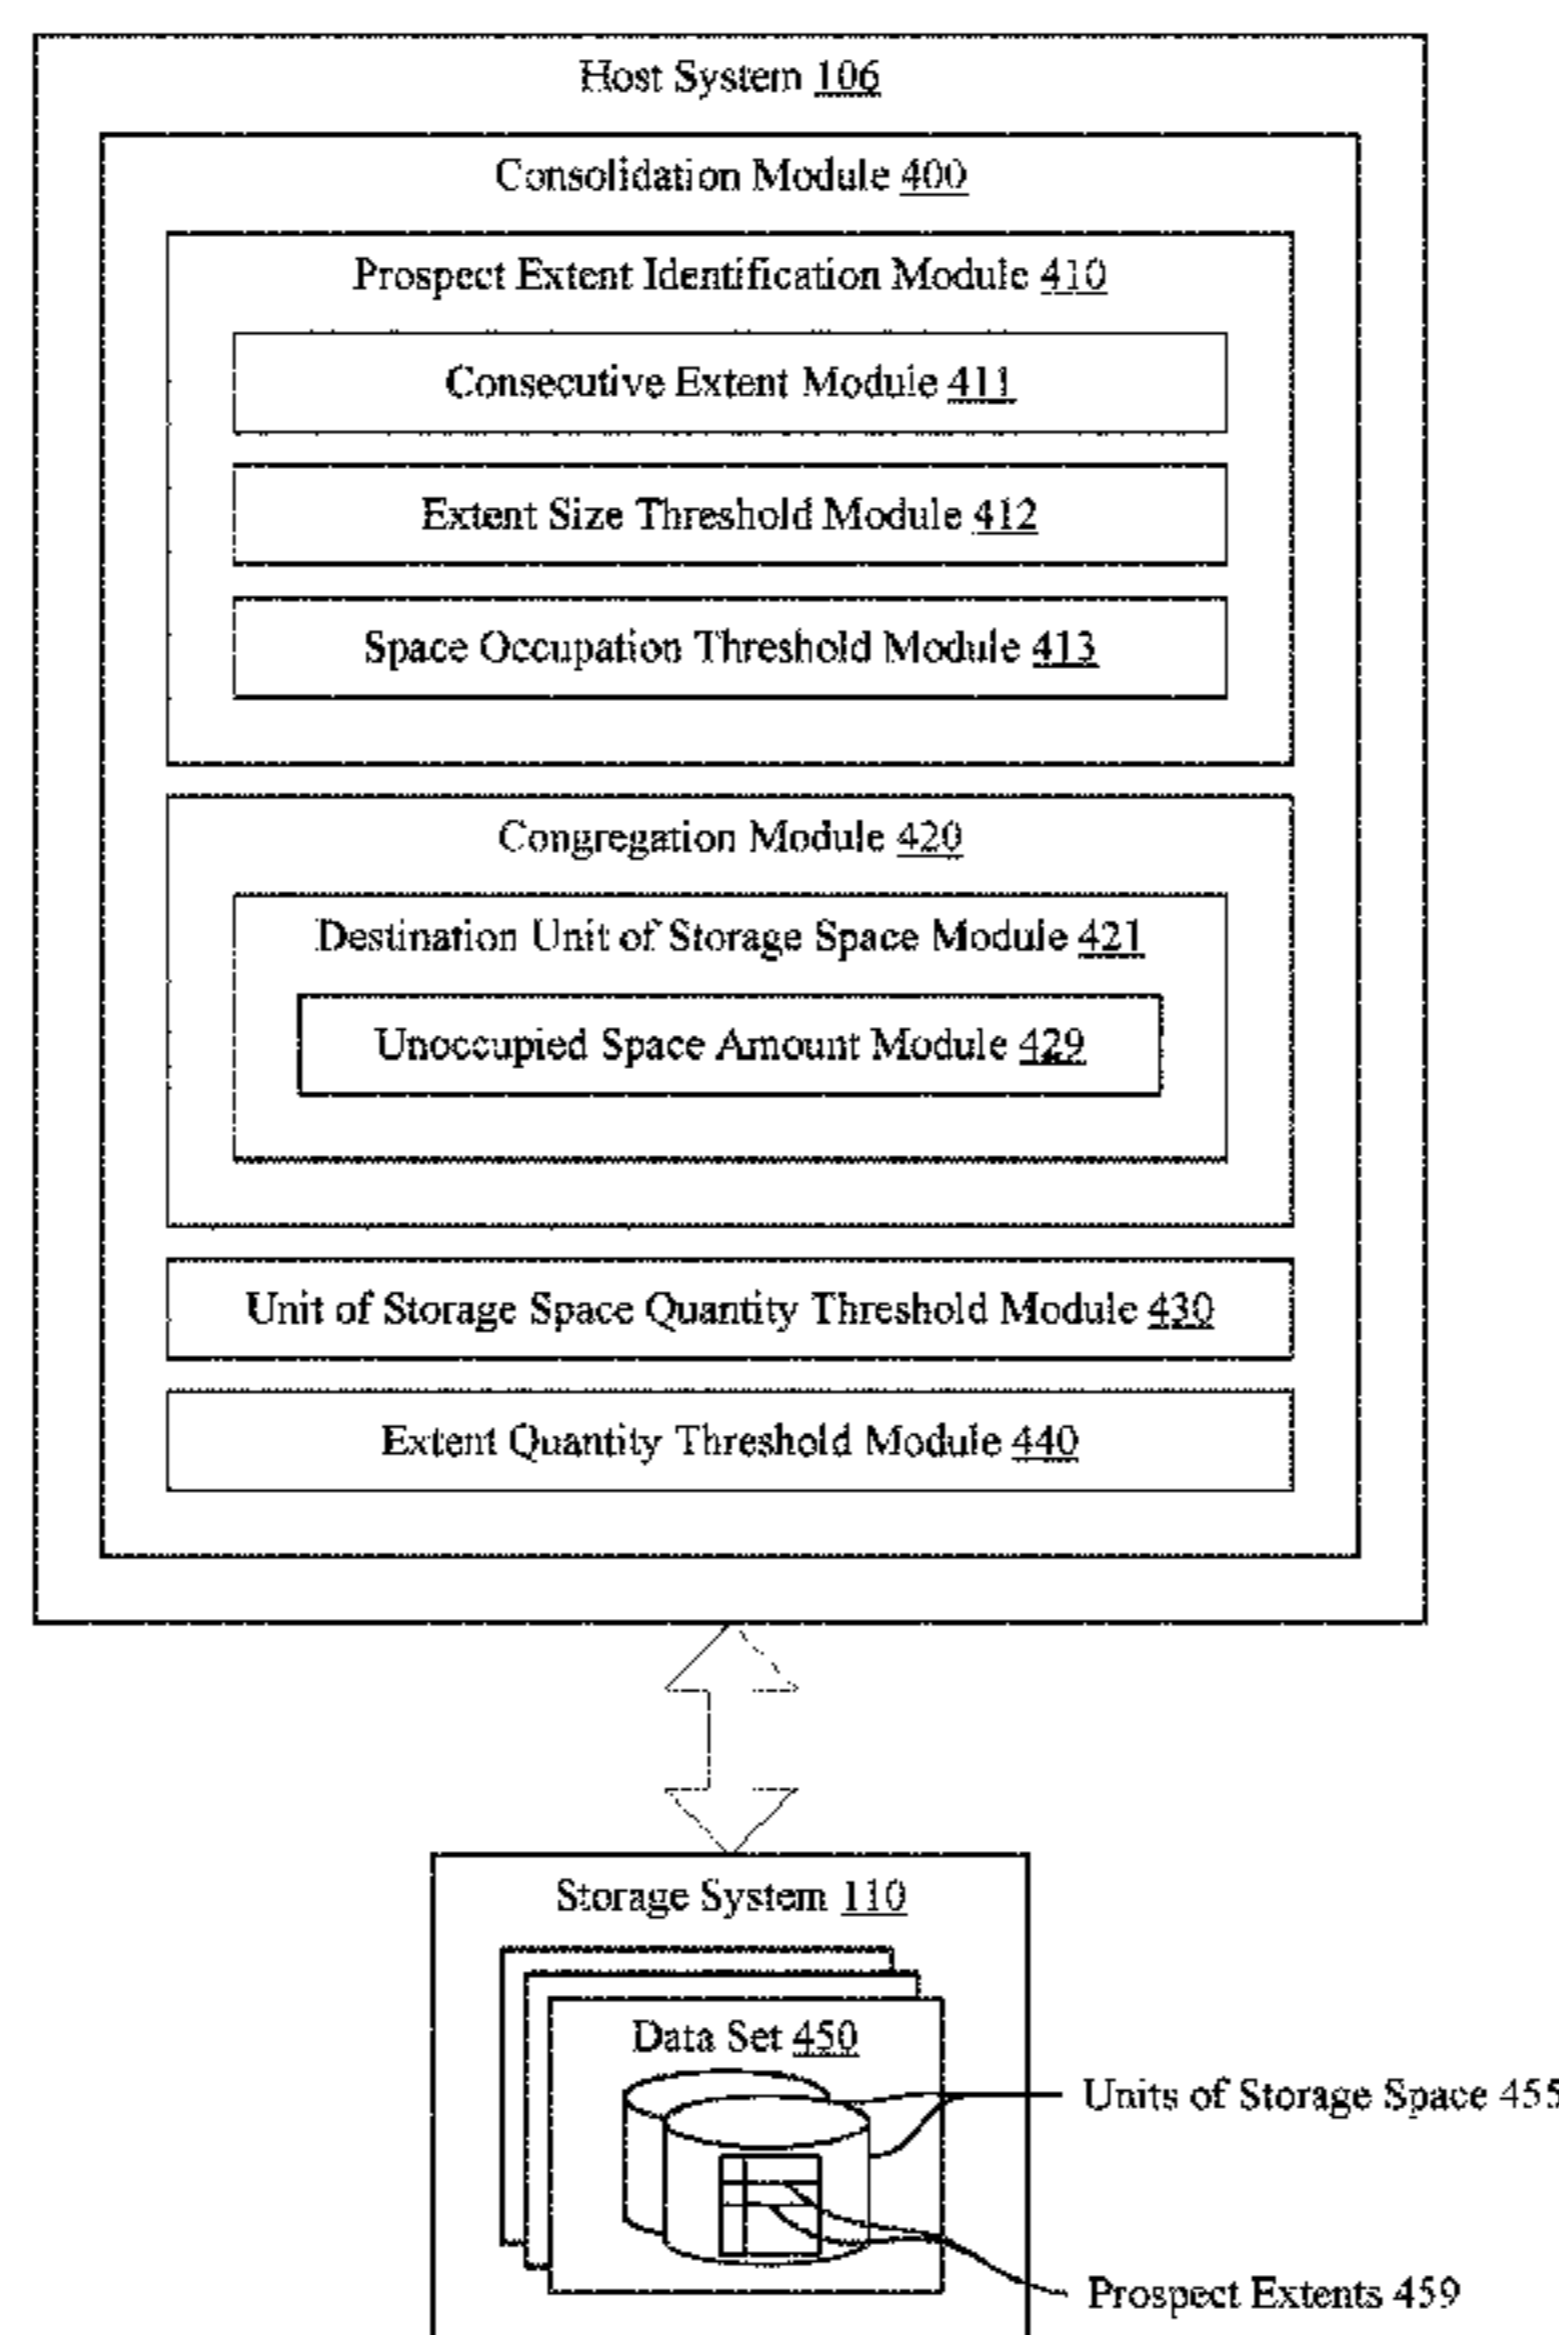 Host System 106
Consolidation Module 400
Prospect Extent Identification Module 410
Consecutive Extent Module 411
Extent Size Threshold Module 412
Space Occupation Threshold Module 413
Congregation Module 420
Destination Unit of Storage Space Module 421
Unoccupied Space Amount Module 429
Unit of Storage Space Quantity Threshold Module 430
Extent Quantity Threshold Module 440
Storage System 110
Data Set 450
Units of Storage Space 455
Prospect Extents 459